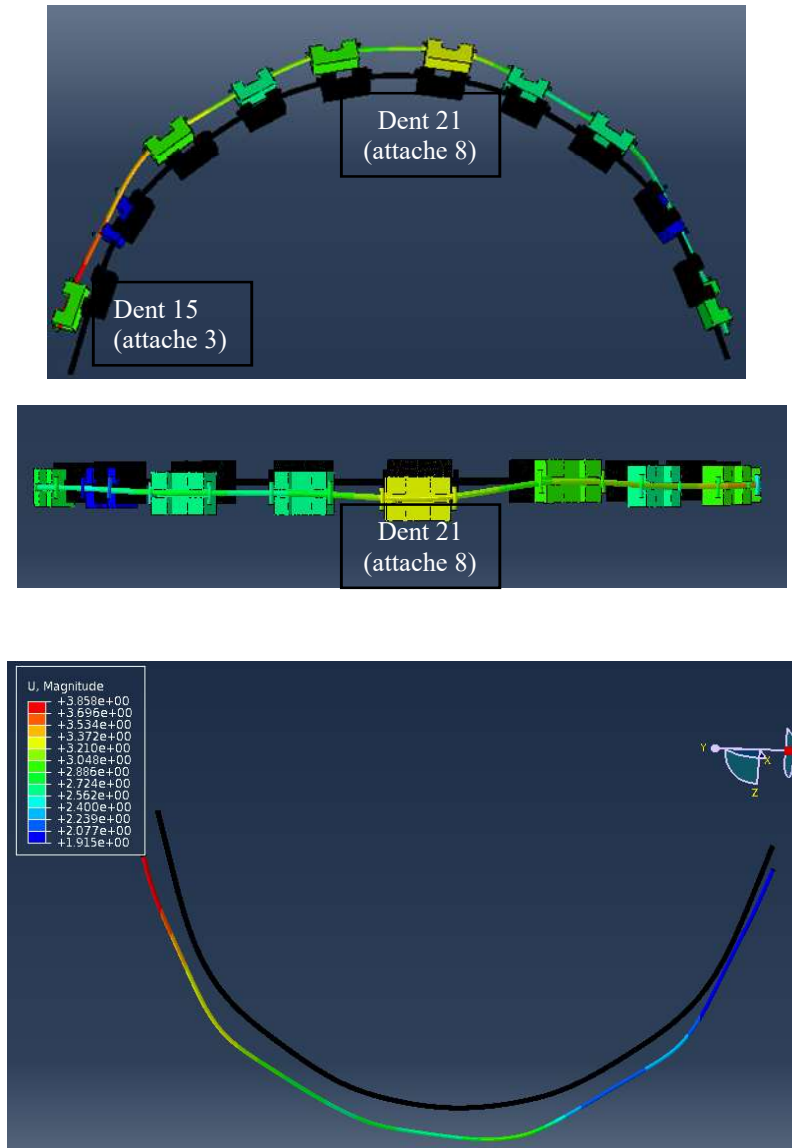 Dent 21
(attache 8)
Dent 15
(attache 3)
Dent 21
(attache 8)
U, Magnitude
+3.858e+00
+3.696e+00
+3.534e+00
+3.372e+00
+3.210e+00
+3.048e+00
+2.886e+00
+2.724e+00
+2.562e+00
+2.400e+00
+2.239e+00
+2.077e+00
+1.915e+00
Y
X
Z